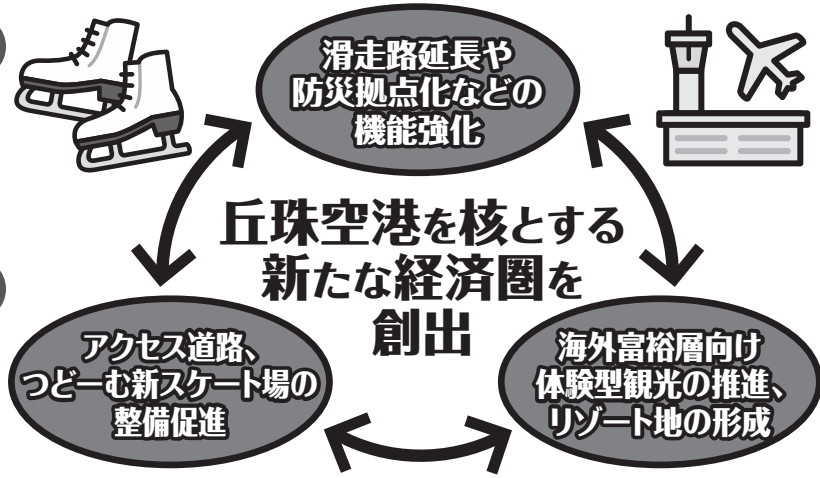 滑走路延長や
防災拠点化などの
機能強化
丘珠空港を核とする
新たな経済圏を
創出
アクセス道路、
つどーむ新スケート場の
整備促進
海外富裕層向け
体験型観光の推進、
リゾート地の形成